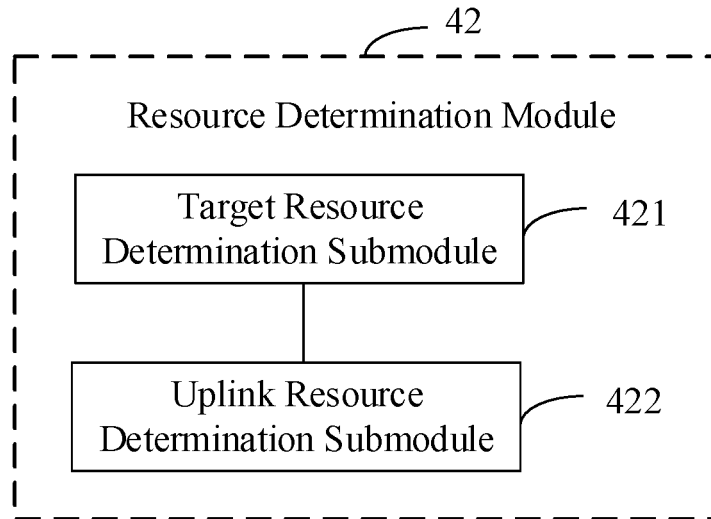 42
Resource Determination Module
Target Resource
Determination Submodule
421
Uplink Resource
Determination Submodule
422